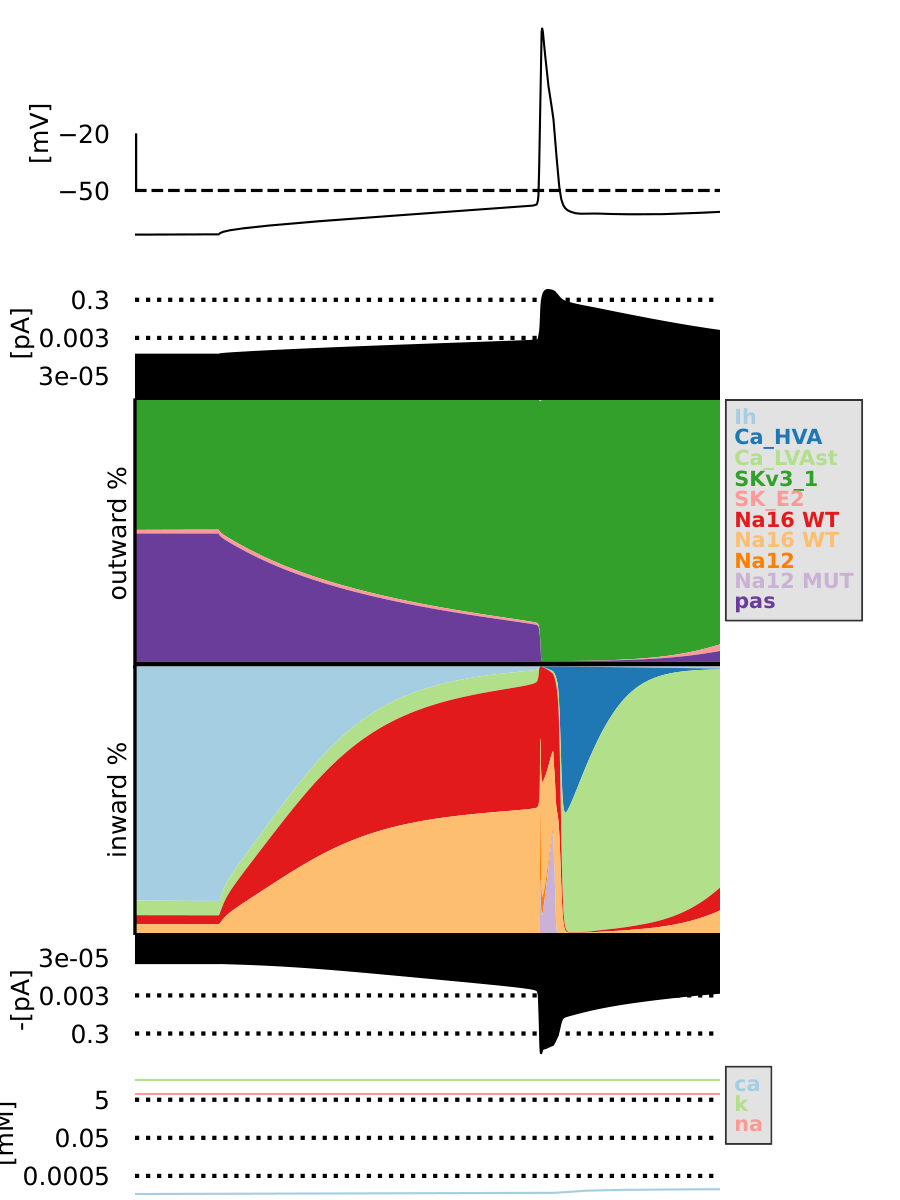 [mV]
−20
−50
[pA]
0.3
0.003
3e-05
outward %
Ih
Ca_HVA
Ca_LVAst
SKv3_1
SK_E2
Na16 WT
Na16 WT
Na12
Na12 MUT
pas
inward %
-[pA]
3e-05
0.003
0.3
[mM]
5
0.05
0.0005
ca
k
na